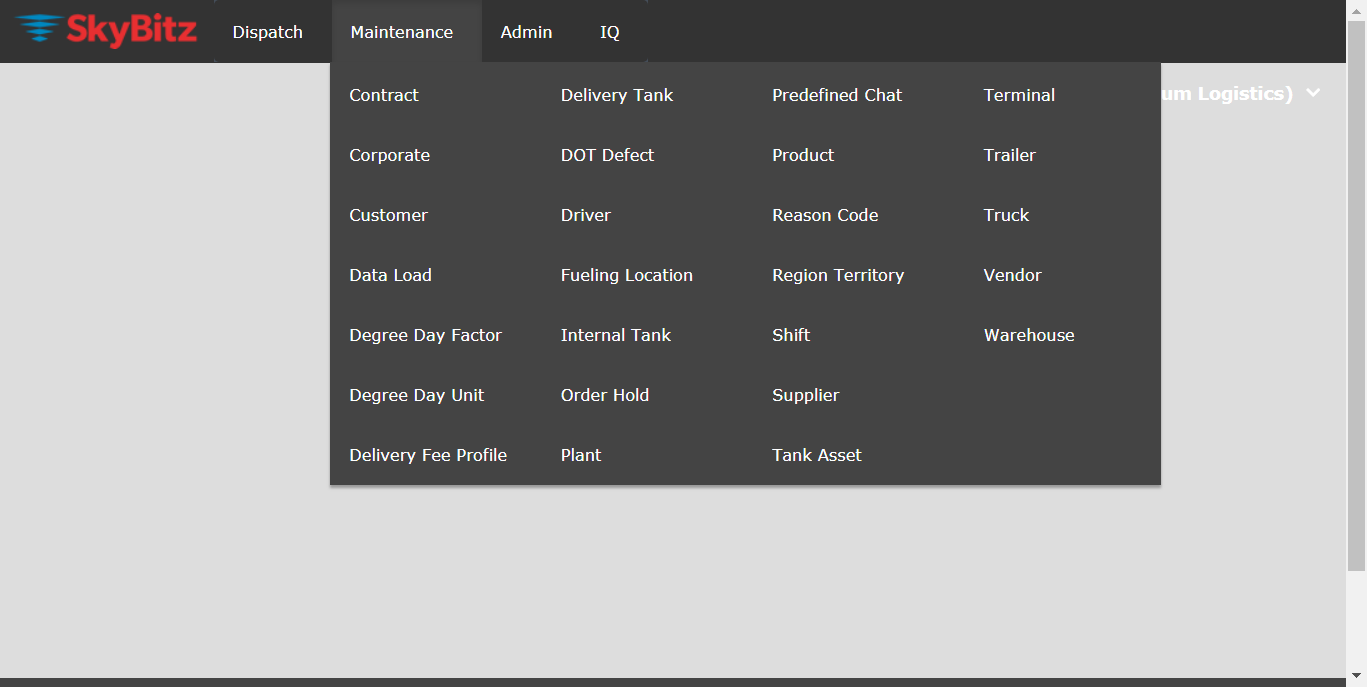 SkyBitz Dispatch Maintenance Admin IQ
Contract Delivery Tank Predefined Chat Terminal
um Logistics)
Corporate DOT Defect Product Trailer
Customer Driver Reason Code Truck
Data Load Fueling Location Region Territory Vendor
Degree Day Factor Internal Tank Shift Warehouse
Degree Day Unit Order Hold Supplier
Delivery Fee Profile Plant Tank Asset